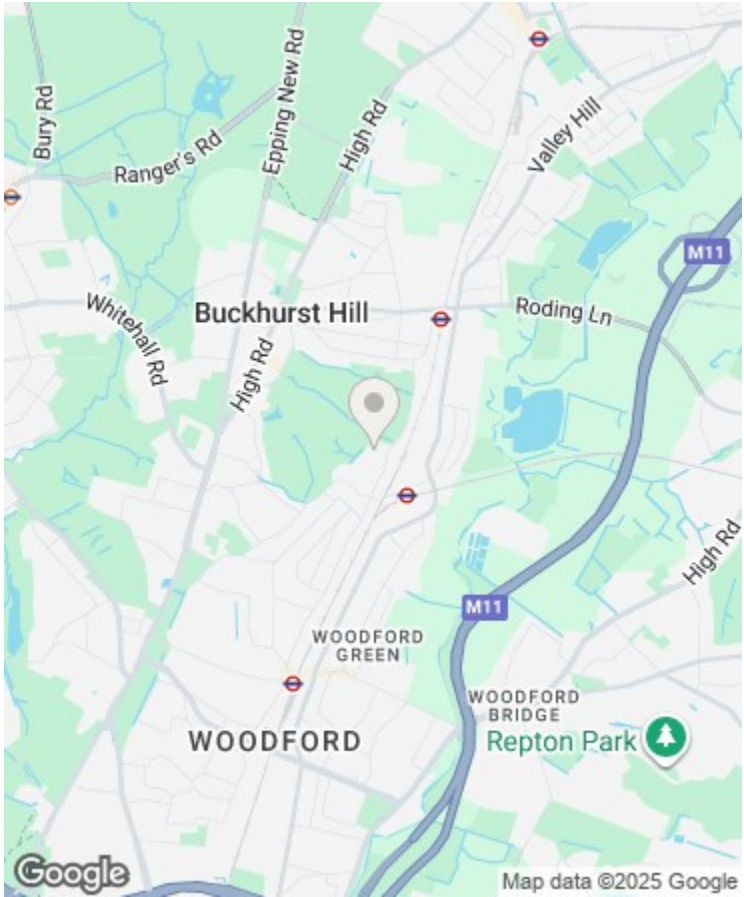 Bury Rd
Epping New Rd
High Rd
Valley Hill
Ranger's Rd
M11
Whitehall Rd
Buckhurst Hill
Roding Ln
High Rd
High Rd
M11
WOODFORD
GREEN
WOODFORD
BRIDGE
WOODFORD
Repton Park
Google
Map data ©2025 Google